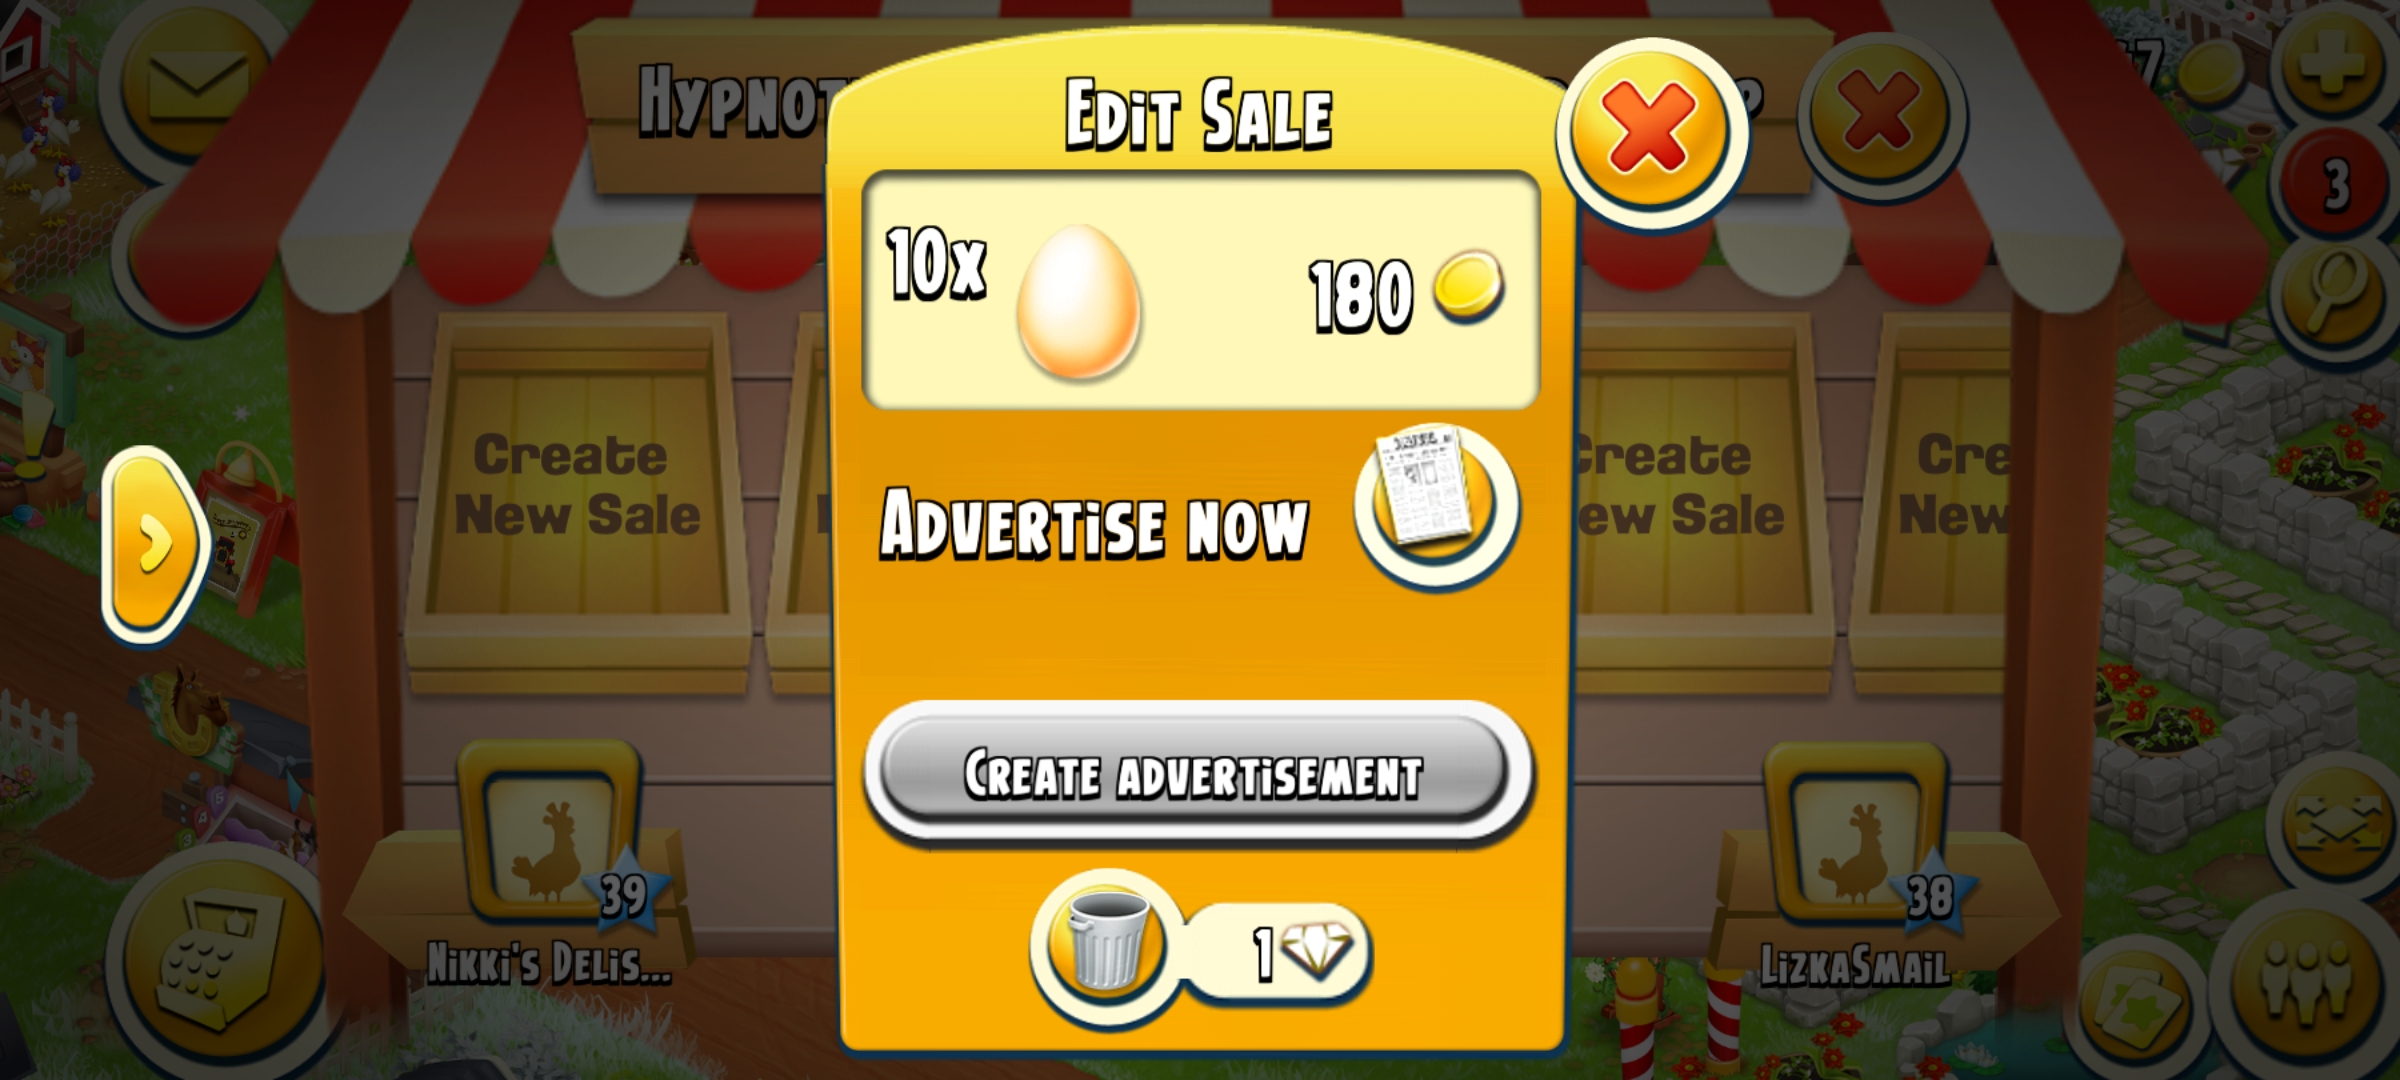 Hypnot
Edit Sale
3
10x
180
Create
New Sale
Create
ew Sale
Cre
New
Advertise now
Create advertisement
39
38
Nikki's Delis...
LizkaSmail
1